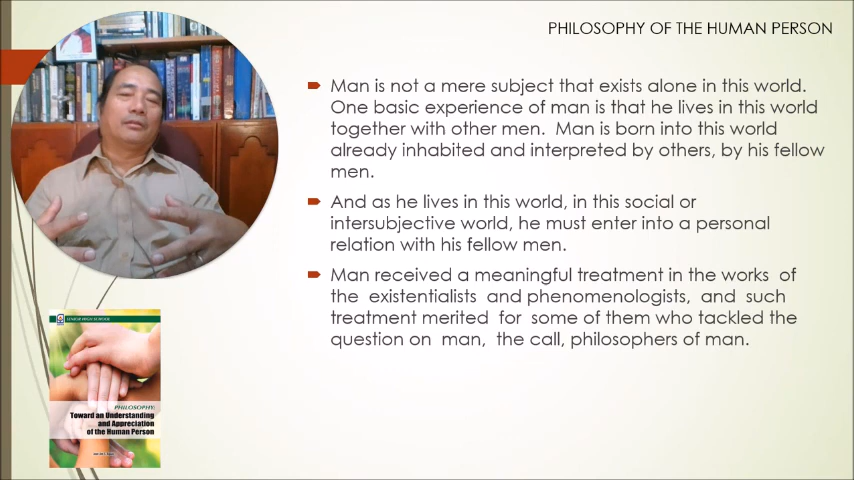 PHILOSOPHY OF THE HUMAN PERSON
Man is not a mere subject that exists alone in this world.
One basic experience of man is that he lives in this world
together with other men. Man is born into this world
already inhabited and interpreted by others, by his fellow
men.
And as he lives in this world, in this social or
intersubjective world, he must enter into a personal
relation with his fellow men.
Man received a meaningful treatment in the works of
the existentialists and phenomenologists, and such
treatment merited for some of them who tackled the
question on man, the call, philosophers of man.
SENIOR HIGH SCHOOL
PHILOSOPHY:
Toward an Understanding
and Appreciation
of the Human Person